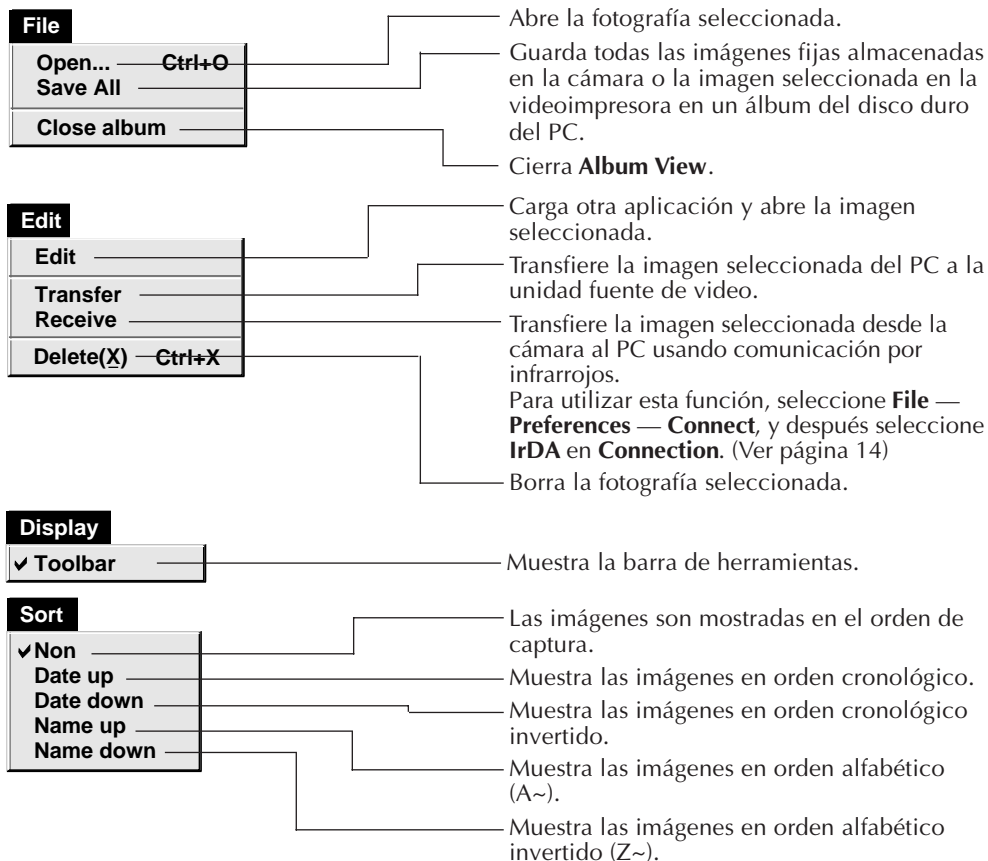 File
Open... Ctrl+O
Save All
Close album
Abre la fotografía seleccionada.
Guarda todas las imágenes fijas almacenadas
en la cámara o la imagen seleccionada en la
videoimpresora en un álbum del disco duro
del PC.
Cierra Album View.
Edit
Edit
Transfer
Receive
Delete(X) Ctrl+X
Carga otra aplicación y abre la imagen
seleccionada.
Transfiere la imagen seleccionada del PC a la
unidad fuente de video.
Transfiere la imagen seleccionada desde la
cámara al PC usando comunicación por
infrarrojos.
Para utilizar esta función, seleccione File —
Preferences — Connect, y después seleccione
IrDA en Connection. (Ver página 14)
Borra la fotografía seleccionada.
Display
✓ Toolbar
Muestra la barra de herramientas.
Sort
✓ Non
Date up
Date down
Name up
Name down
Las imágenes son mostradas en el orden de
captura.
Muestra las imágenes en orden cronológico.
Muestra las imágenes en orden cronológico
invertido.
Muestra las imágenes en orden alfabético
(A~).
Muestra las imágenes en orden alfabético
invertido (Z~).